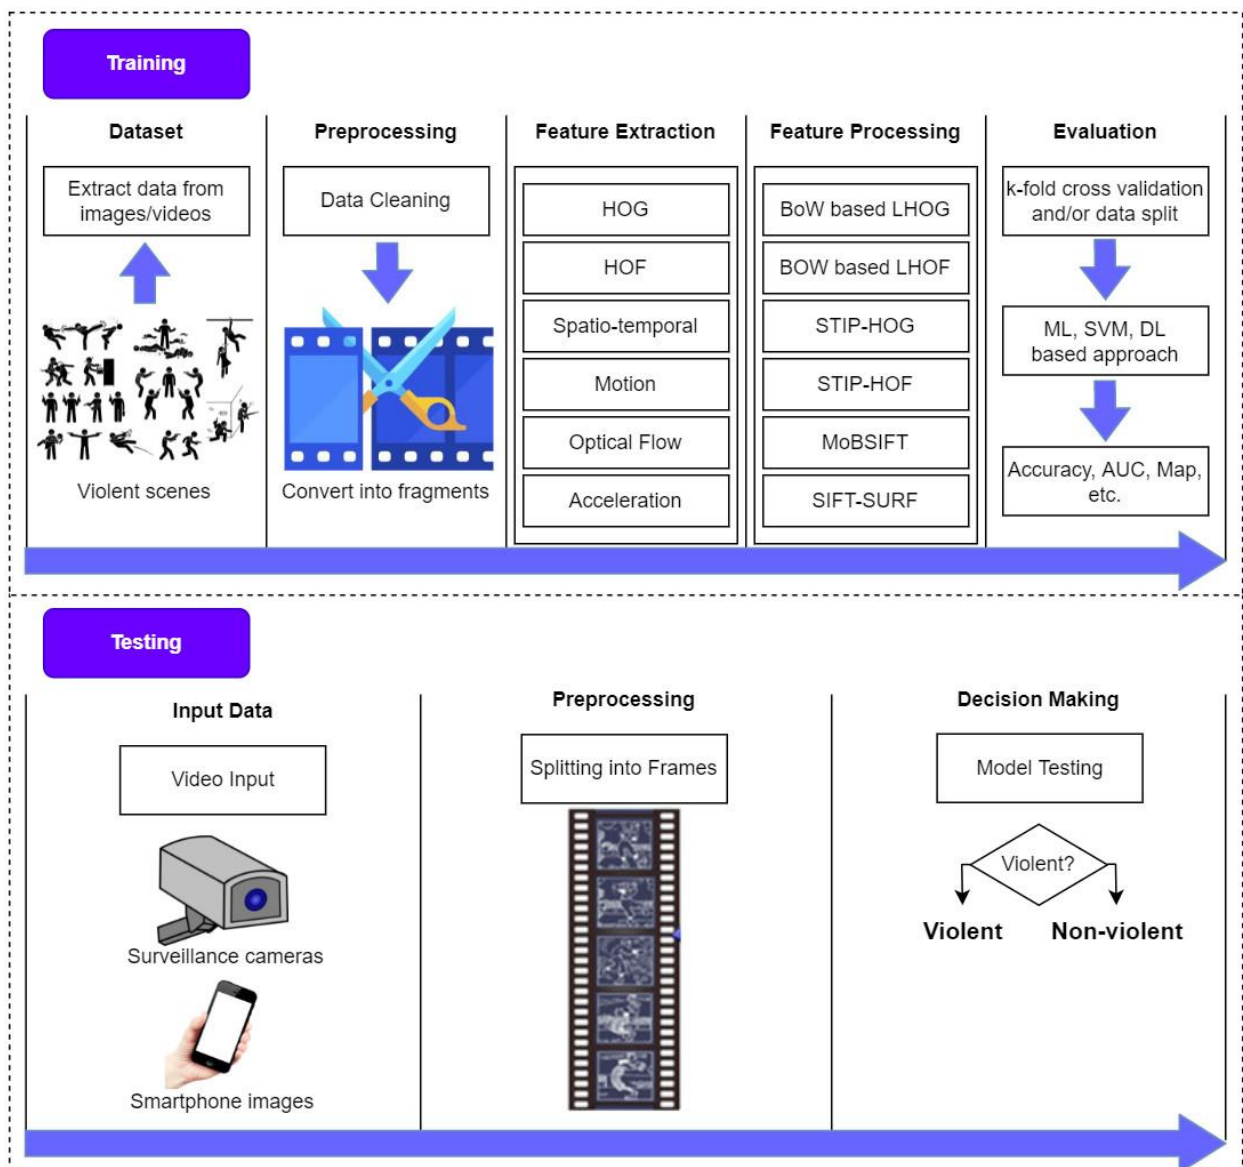 Training
Dataset
Extract data from
images/videos
Violent scenes
Preprocessing
Data Cleaning
Convert into fragments
Feature Extraction
HOG
HOF
Spatio-temporal
Motion
Optical Flow
Acceleration
Feature Processing
BoW based LHOG
BOW based LHOF
STIP-HOG
STIP-HOF
MoBSIFT
SIFT-SURF
Evaluation
k-fold cross validation
and/or data split
ML, SVM, DL
based approach
Accuracy, AUC, Map,
etc.
Testing
Input Data
Video Input
Surveillance cameras
Smartphone images
Preprocessing
Splitting into Frames
Decision Making
Model Testing
Violent?
Violent
Non-violent